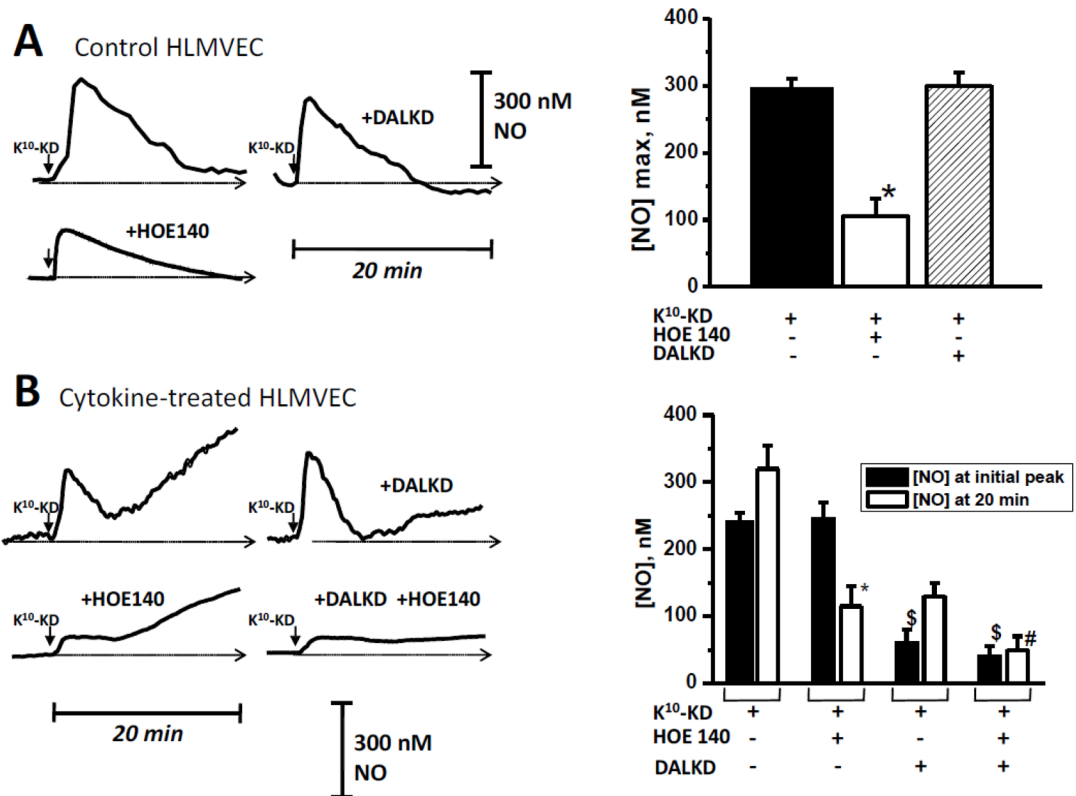 A Control HLMVEC
K¹⁰-KD
K¹⁰-KD
+DALKD
300 nM
NO
+HOE140
20 min
[NO] max, nM
400
300
200
100
0
*
K¹⁰-KD + + +
HOE 140 - + -
DALKD - - +
B Cytokine-treated HLMVEC
K¹⁰-KD
K¹⁰-KD
+DALKD
K¹⁰-KD
+HOE140
K¹⁰-KD
+DALKD +HOE140
20 min
300 nM
NO
[NO], nM
400
300
200
100
0
[NO] at initial peak
[NO] at 20 min
*
$
$
#
K¹⁰-KD + + + +
HOE 140 - + - +
DALKD - - + +